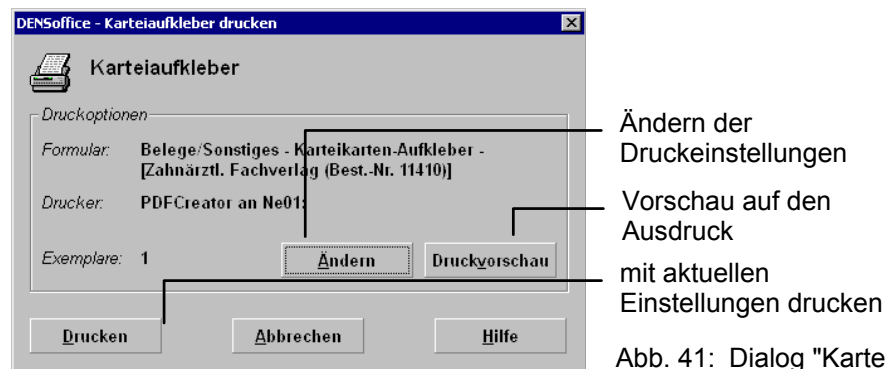 DENSoffice - Karteiaufkleber drucken
Karteiaufkleber
Druckoptionen
Formular: Belege/Sonstiges - Karteikarten-Aufkleber -
[Zahnärztl. Fachverlag (Best.-Nr. 11410)]
Drucker: PDFCreator an Ne01:
Exemplare: 1
Ändern
Druckvorschau
Drucken
Abbrechen
Hilfe
Ändern der
Druckeinstellungen
Vorschau auf den
Ausdruck
mit aktuellen
Einstellungen drucken
Abb. 41: Dialog "Karte